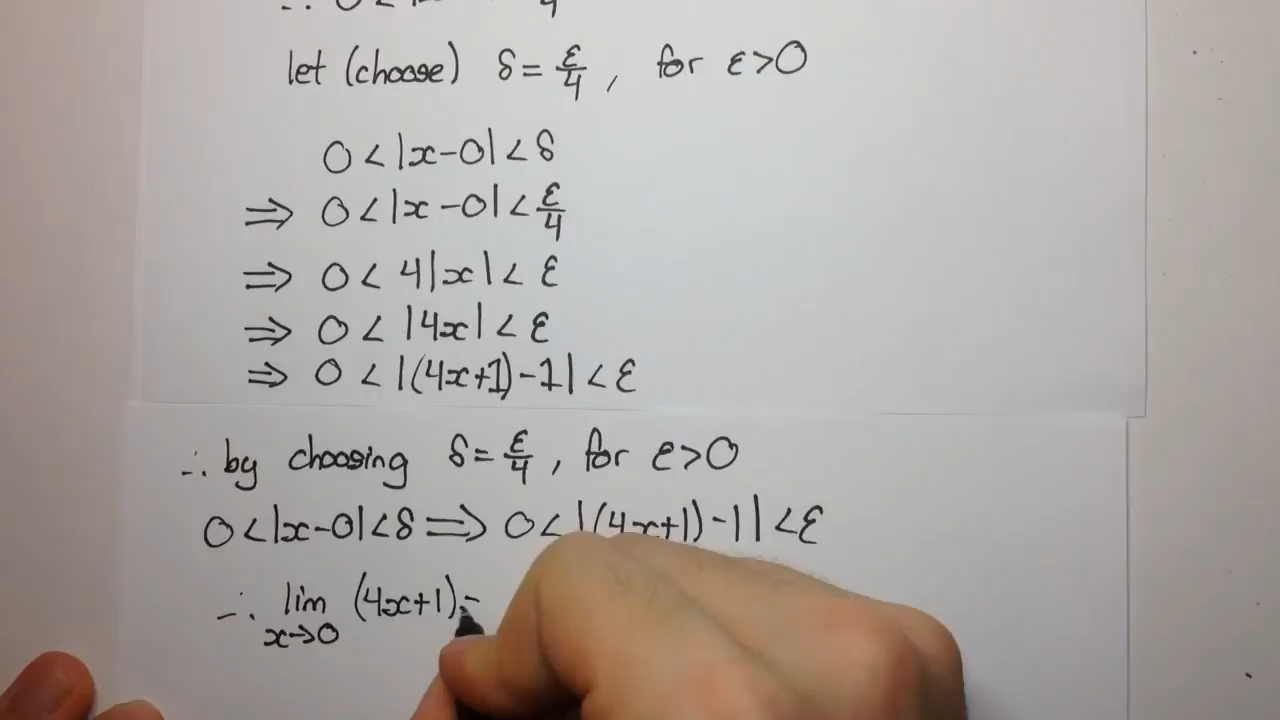 let (choose) δ = ε/4 , for ε>0
0 < |x-0| < δ
⇒ 0 < |x-0| < ε/4
⇒ 0 < 4|x| < ε
⇒ 0 < |4x| < ε
⇒ 0 < |(4x+1)-1| < ε
∴ by choosing δ = ε/4 , for ε>0
0 < |x-0| < δ ⇒ 0 < |(4x+1)-1| < ε
∴ lim (4x+1)
x→0